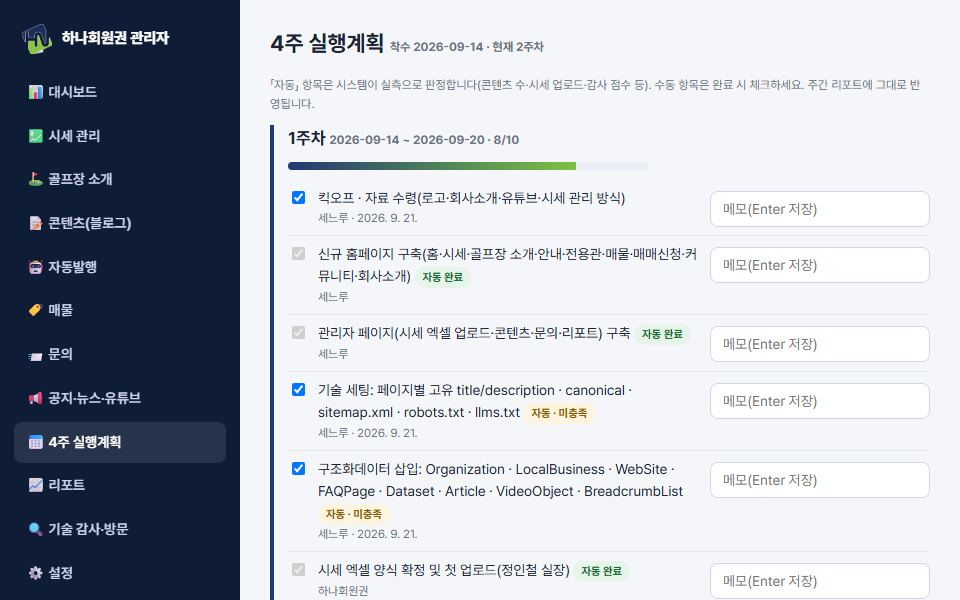 하나회원권 관리자
대시보드
시세 관리
골프장 소개
콘텐츠(블로그)
자동발행
매물
문의
공지·뉴스·유튜브
4주 실행계획
리포트
기술 감사·방문
설정
4주 실행계획 착수 2026-09-14 · 현재 2주차
「자동」 항목은 시스템이 실측으로 판정합니다(콘텐츠 수·시세 업로드·감사 점수 등). 수동 항목은 완료 시 체크하세요. 주간 리포트에 그대로 반
영됩니다.
1주차 2026-09-14 ~ 2026-09-20 · 8/10
킥오프 · 자료 수령(로고·회사소개·유튜브·시세 관리 방식)
세느루 · 2026. 9. 21.
메모(Enter 저장)
신규 홈페이지 구축(홈·시세·골프장 소개·안내·전용관·매물·매매신청·커
뮤니티·회사소개) 자동 완료
세느루
메모(Enter 저장)
관리자 페이지(시세 엑셀 업로드·콘텐츠·문의·리포트) 구축 자동 완료
세느루
메모(Enter 저장)
기술 세팅: 페이지별 고유 title/description · canonical ·
sitemap.xml · robots.txt · llms.txt 자동 · 미충족
세느루 · 2026. 9. 21.
메모(Enter 저장)
구조화데이터 삽입: Organization · LocalBusiness · WebSite ·
FAQPage · Dataset · Article · VideoObject · BreadcrumbList
자동 · 미충족
세느루 · 2026. 9. 21.
메모(Enter 저장)
시세 엑셀 양식 확정 및 첫 업로드(정인철 실장) 자동 완료
하나회원권
메모(Enter 저장)